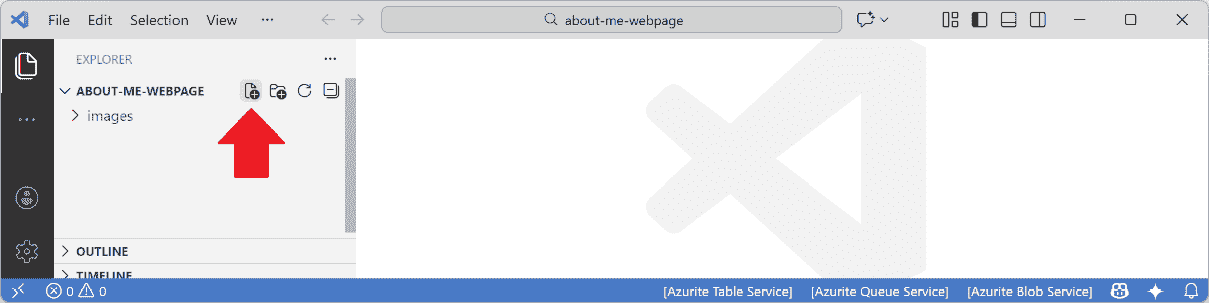 File Edit Selection View ··· about-me-webpage
EXPLORER ···
ABOUT-ME-WEBPAGE
images
OUTLINE
TIMELINE
0 0 [Azurite Table Service] [Azurite Queue Service] [Azurite Blob Service]